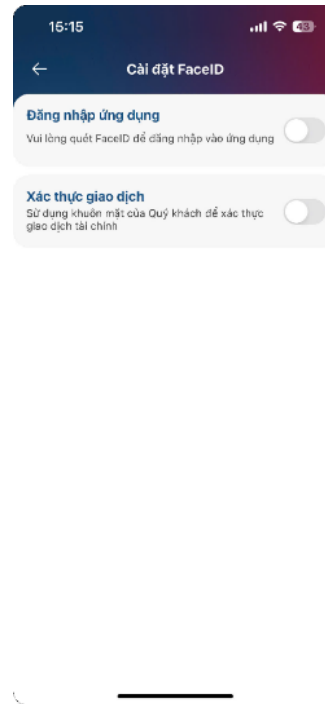 15:15
43
Cài đặt FaceID
Đăng nhập ứng dụng
Vui lòng quét FaceID để đăng nhập vào ứng dụng
Xác thực giao dịch
Sử dụng khuôn mặt của Quý khách để xác thực
giao dịch tài chính